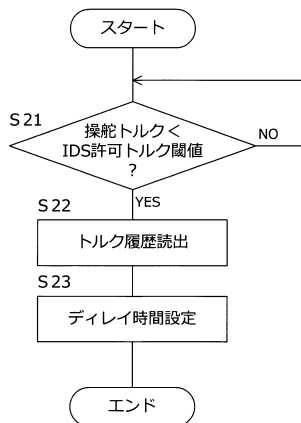 スタート
S21
操舵トルク<
IDS許可トルク閾値
?
NO
YES
S22
トルク履歴読出
S23
ディレイ時間設定
エンド